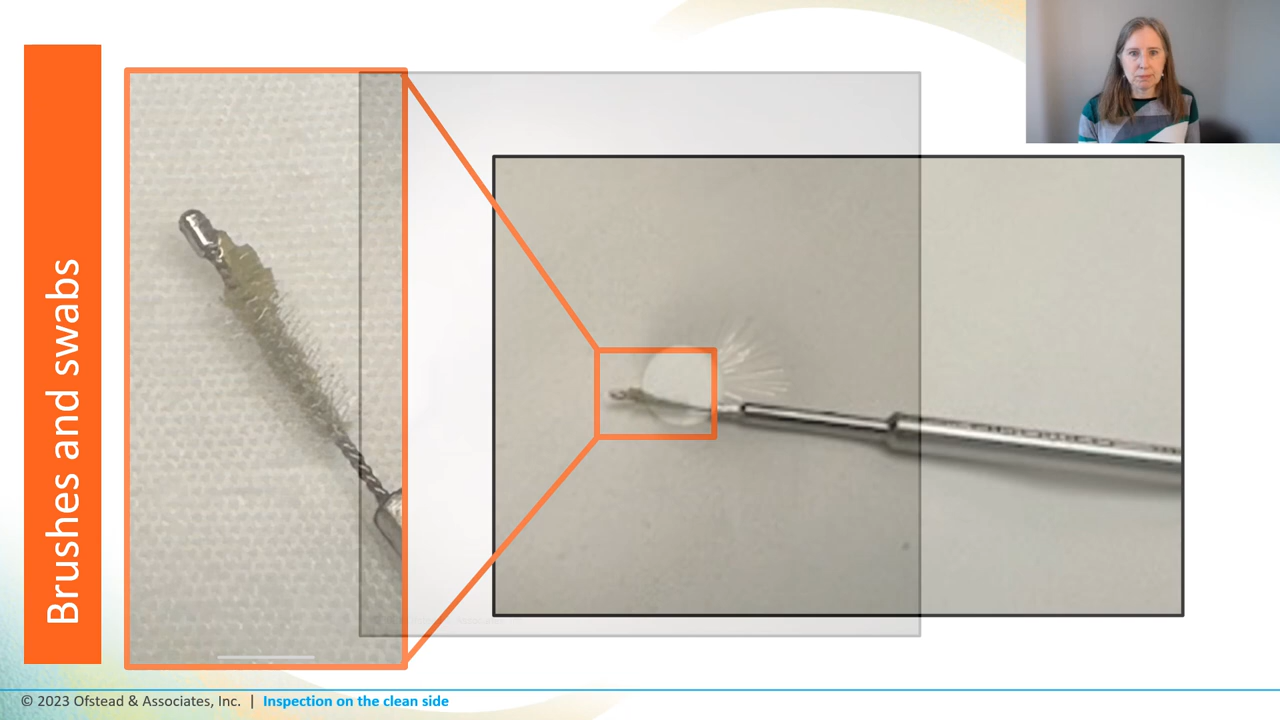 Brushes and swabs
© 2023 Ofstead & Associates, Inc. | Inspection on the clean side